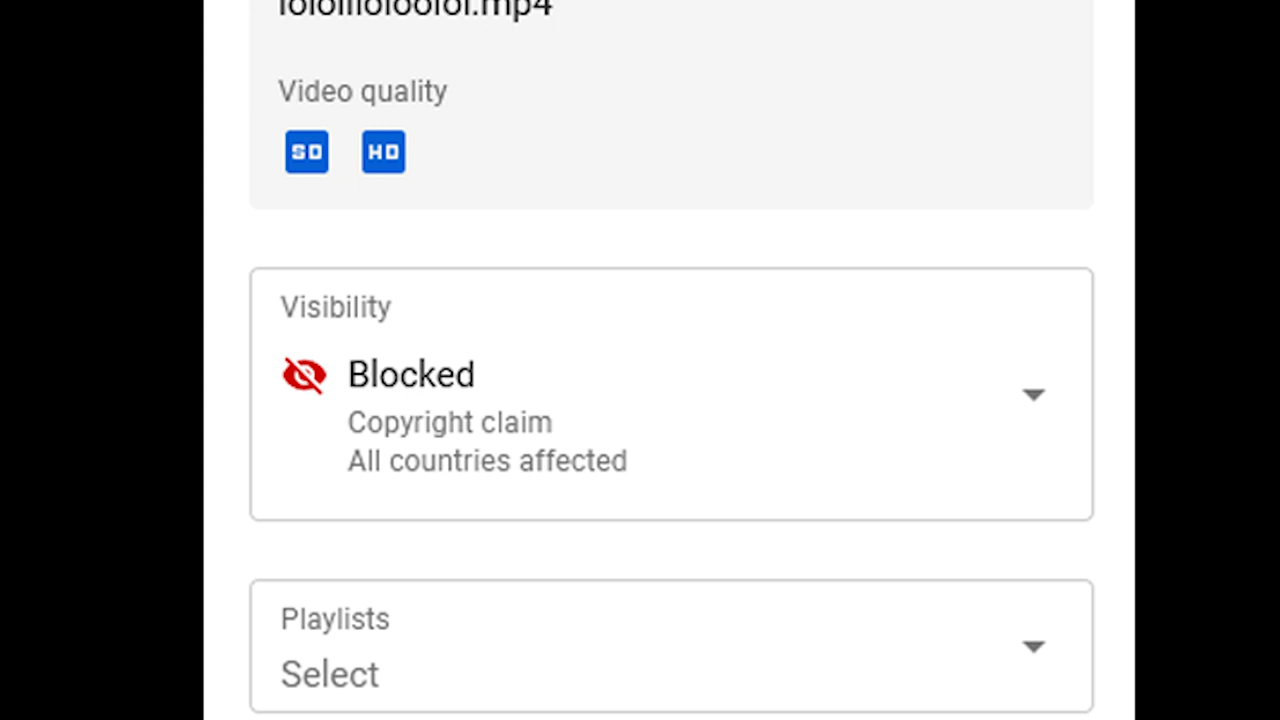 Video quality
SD HD
Visibility
Blocked
Copyright claim
All countries affected
Playlists
Select